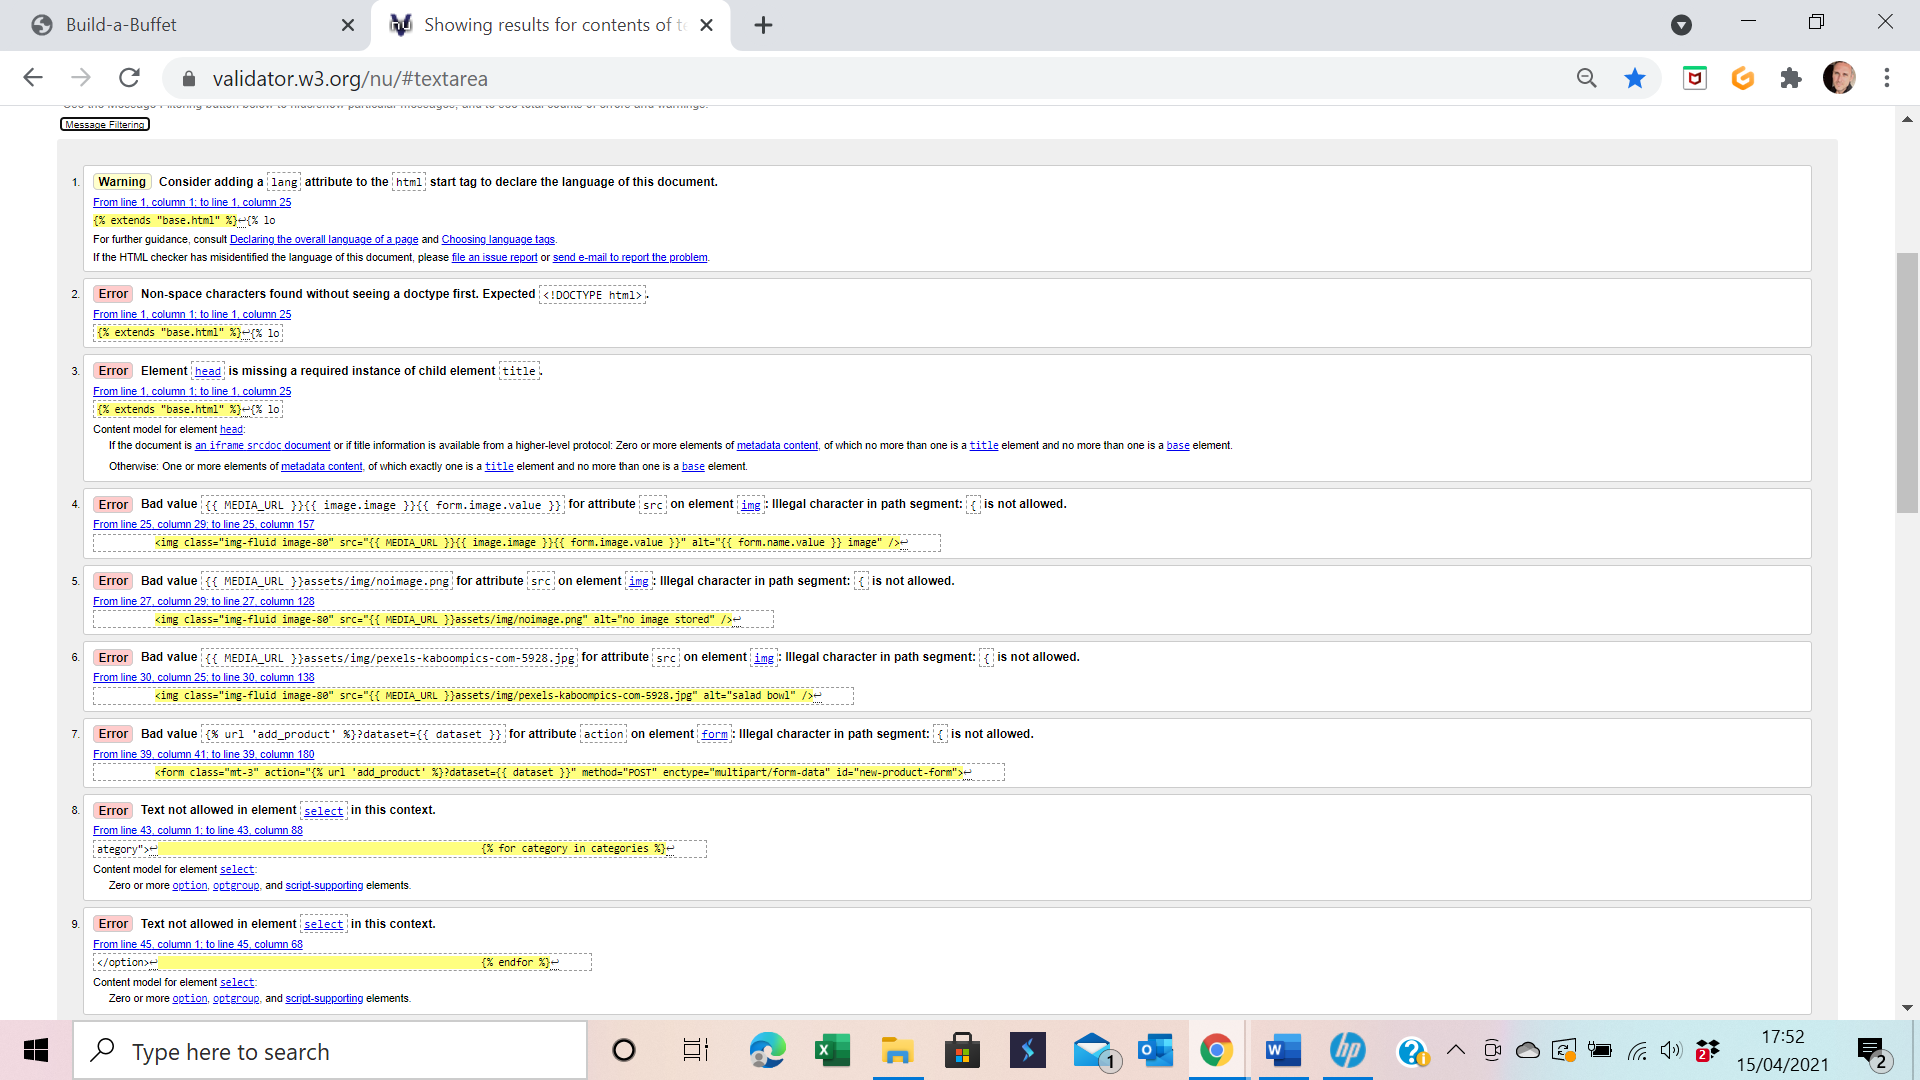 Build-a-Buffet
Showing results for contents of te
validator.w3.org/nu/#textarea
Use the Message Filtering button below to hide/show particular messages, and to see total counts of errors and warnings.
Message Filtering
1. Warning Consider adding a lang attribute to the html start tag to declare the language of this document.
From line 1, column 1; to line 1, column 25
{% extends "base.html" %}↩{% lo
For further guidance, consult Declaring the overall language of a page and Choosing language tags.
If the HTML checker has misidentified the language of this document, please file an issue report or send e-mail to report the problem.
2. Error Non-space characters found without seeing a doctype first. Expected <!DOCTYPE html>.
From line 1, column 1; to line 1, column 25
{% extends "base.html" %}↩{% lo
3. Error Element head is missing a required instance of child element title.
From line 1, column 1; to line 1, column 25
{% extends "base.html" %}↩{% lo
Content model for element head:
If the document is an iframe srcdoc document or if title information is available from a higher-level protocol: Zero or more elements of metadata content, of which no more than one is a title element and no more than one is a base element.
Otherwise: One or more elements of metadata content, of which exactly one is a title element and no more than one is a base element.
4. Error Bad value {{ MEDIA_URL }}{{ image.image }}{{ form.image.value }} for attribute src on element img: Illegal character in path segment: { is not allowed.
From line 25, column 29; to line 25, column 157
<img class="img-fluid image-80" src="{{ MEDIA_URL }}{{ image.image }}{{ form.image.value }}" alt="{{ form.name.value }} image" />↩
5. Error Bad value {{ MEDIA_URL }}assets/img/noimage.png for attribute src on element img: Illegal character in path segment: { is not allowed.
From line 27, column 29; to line 27, column 128
<img class="img-fluid image-80" src="{{ MEDIA_URL }}assets/img/noimage.png" alt="no image stored" />↩
6. Error Bad value {{ MEDIA_URL }}assets/img/pexels-kaboompics-com-5928.jpg for attribute src on element img: Illegal character in path segment: { is not allowed.
From line 30, column 25; to line 30, column 138
<img class="img-fluid image-80" src="{{ MEDIA_URL }}assets/img/pexels-kaboompics-com-5928.jpg" alt="salad bowl" />↩
7. Error Bad value {% url 'add_product' %}?dataset={{ dataset }} for attribute action on element form: Illegal character in path segment: { is not allowed.
From line 39, column 41; to line 39, column 180
<form class="mt-3" action="{% url 'add_product' %}?dataset={{ dataset }}" method="POST" enctype="multipart/form-data" id="new-product-form">↩
8. Error Text not allowed in element select in this context.
From line 43, column 1; to line 43, column 88
ategory">↩ {% for category in categories %}↩
Content model for element select:
Zero or more option, optgroup, and script-supporting elements.
9. Error Text not allowed in element select in this context.
From line 45, column 1; to line 45, column 68
</option>↩ {% endfor %}↩
Content model for element select:
Zero or more option, optgroup, and script-supporting elements.
Type here to search
1
2
17:52
15/04/2021
2